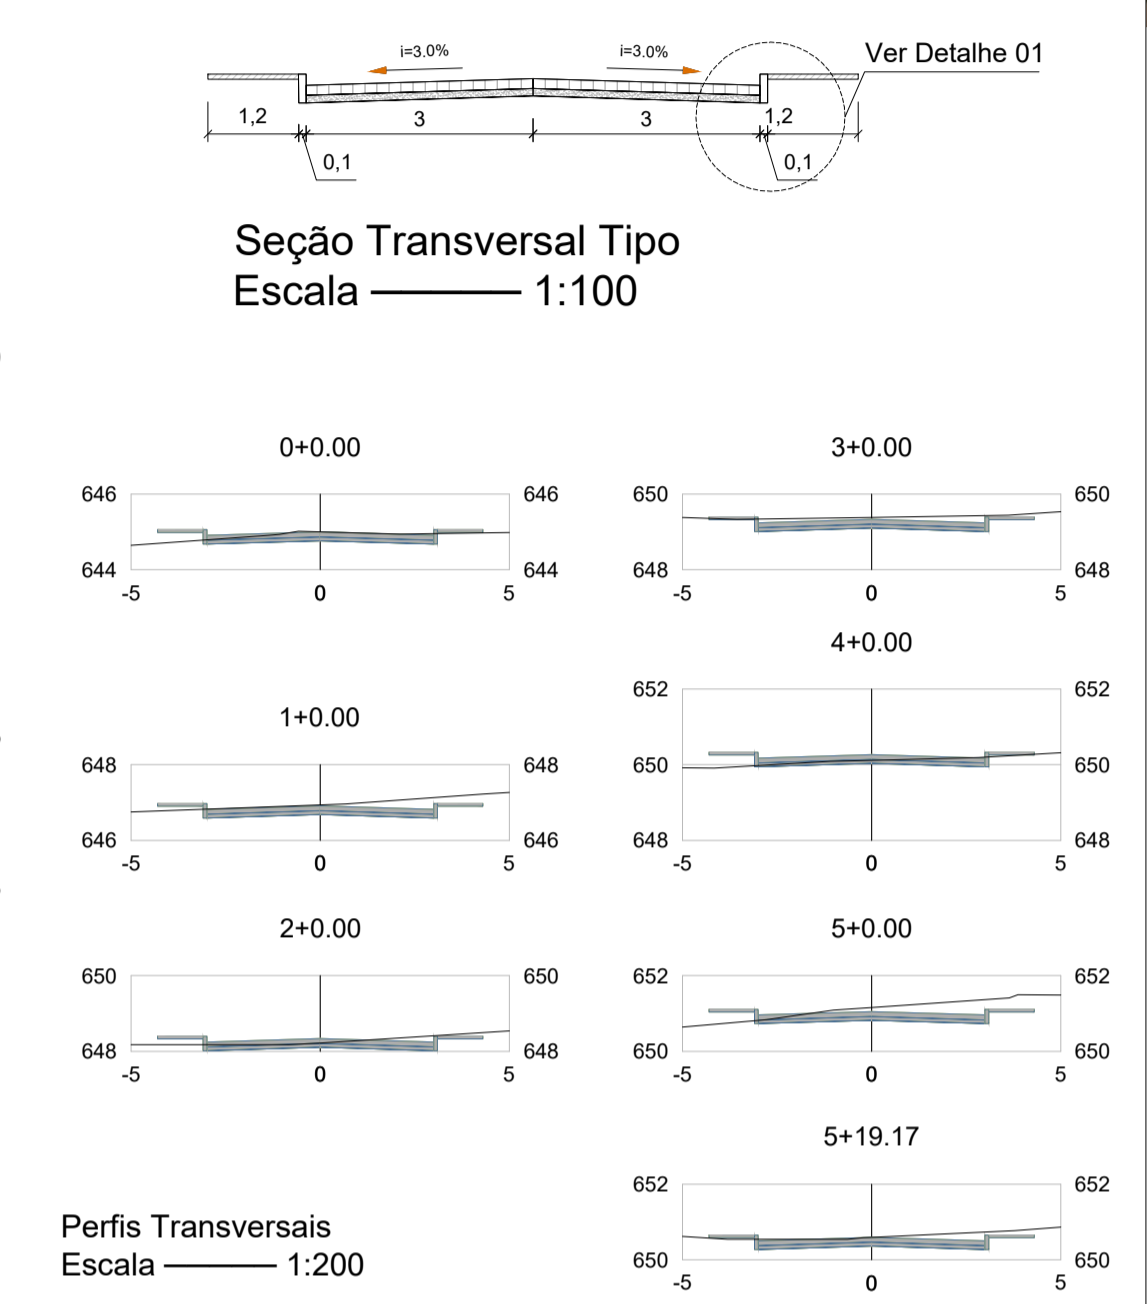 i=3.0% i=3.0% Ver Detalhe 01
1,2 3 3 1,2
0,1 0,1
Seção Transversal Tipo
Escala 1:100
0+0.00
646 646
644 644
-5 0 5
1+0.00
648 648
646 646
-5 0 5
2+0.00
650 650
648 648
-5 0 5
3+0.00
650 650
648 648
-5 0 5
4+0.00
652 652
650 650
648 648
-5 0 5
5+0.00
652 652
650 650
-5 0 5
5+19.17
652 652
650 650
-5 0 5
Perfis Transversais
Escala 1:200